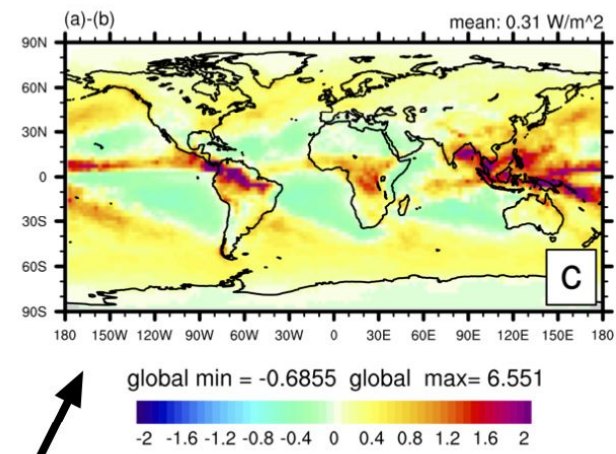 (a)-(b) mean: 0.31 W/m^2
90N
60N
30N
0
30S
60S
90S
C
180 150W 120W 90W 60W 30W 0 30E 60E 90E 120E 150E 180
global min = -0.6855 global max= 6.551
-2 -1.6 -1.2 -0.8 -0.4 0 0.4 0.8 1.2 1.6 2